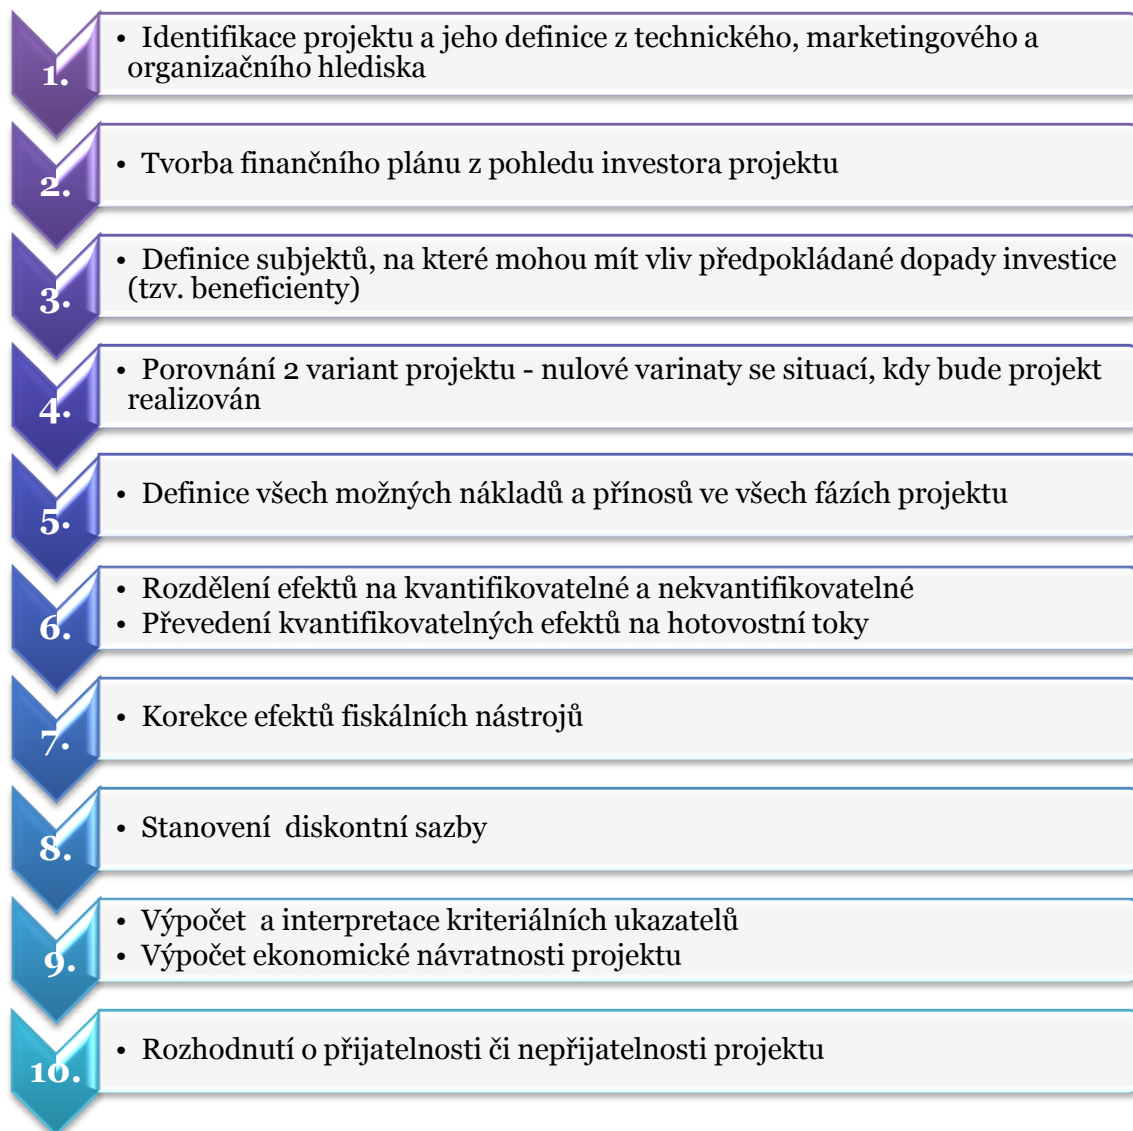 1.
• Identifikace projektu a jeho definice z technického, marketingového a
organizačního hlediska
2.
• Tvorba finančního plánu z pohledu investora projektu
3.
• Definice subjektů, na které mohou mít vliv předpokládané dopady investice
(tzv. beneficienty)
4.
• Porovnání 2 variant projektu - nulové varinaty se situací, kdy bude projekt
realizován
5.
• Definice všech možných nákladů a přínosů ve všech fázích projektu
6.
• Rozdělení efektů na kvantifikovatelné a nekvantifikovatelné
• Převedení kvantifikovatelných efektů na hotovostní toky
7.
• Korekce efektů fiskálních nástrojů
8.
• Stanovení diskontní sazby
9.
• Výpočet a interpretace kriteriálních ukazatelů
• Výpočet ekonomické návratnosti projektu
10.
• Rozhodnutí o přijatelnosti či nepřijatelnosti projektu